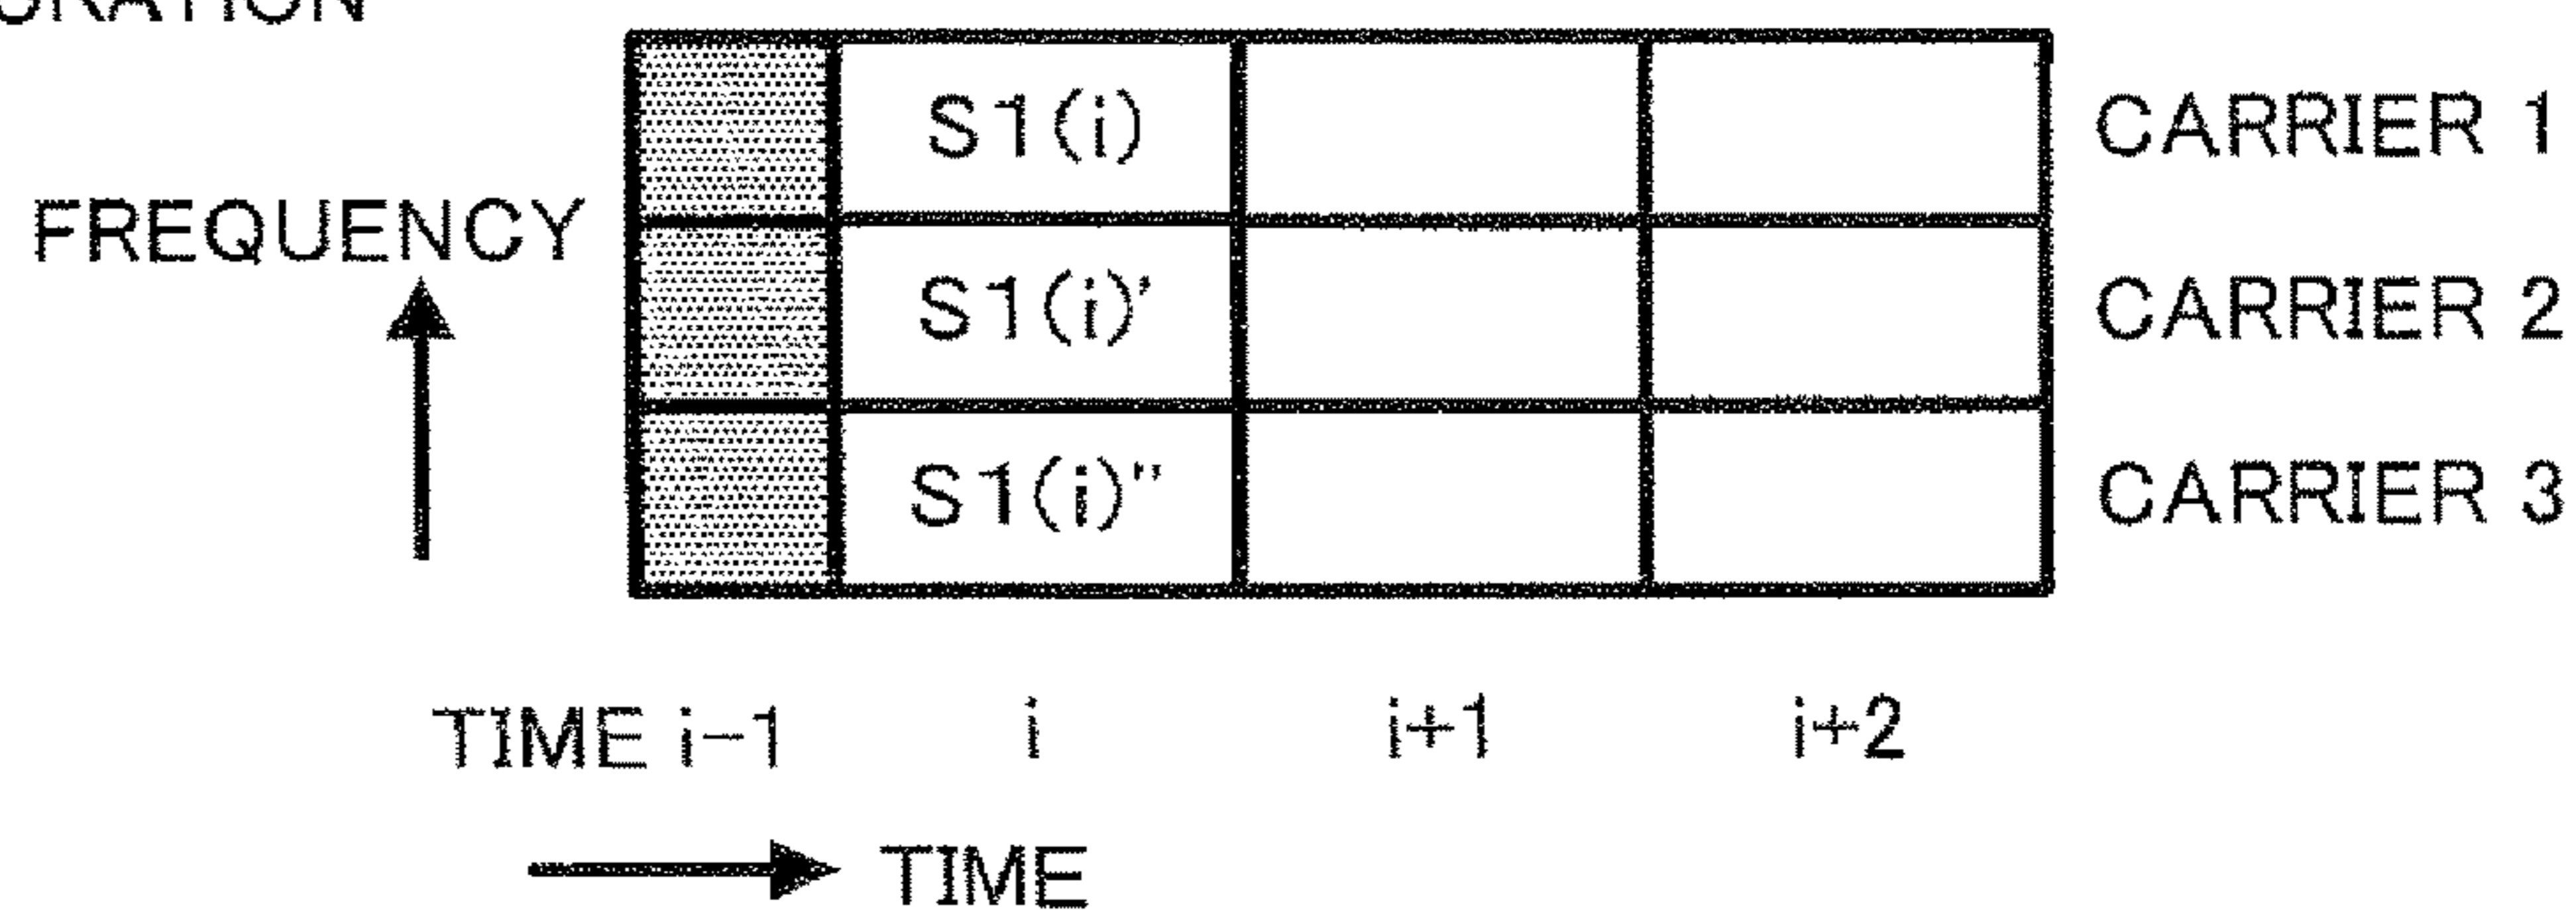 S1(i) CARRIER 1
FREQUENCY
S1(i)' CARRIER 2
S1(i)" CARRIER 3
TIME i-1 i i+1 i+2
TIME